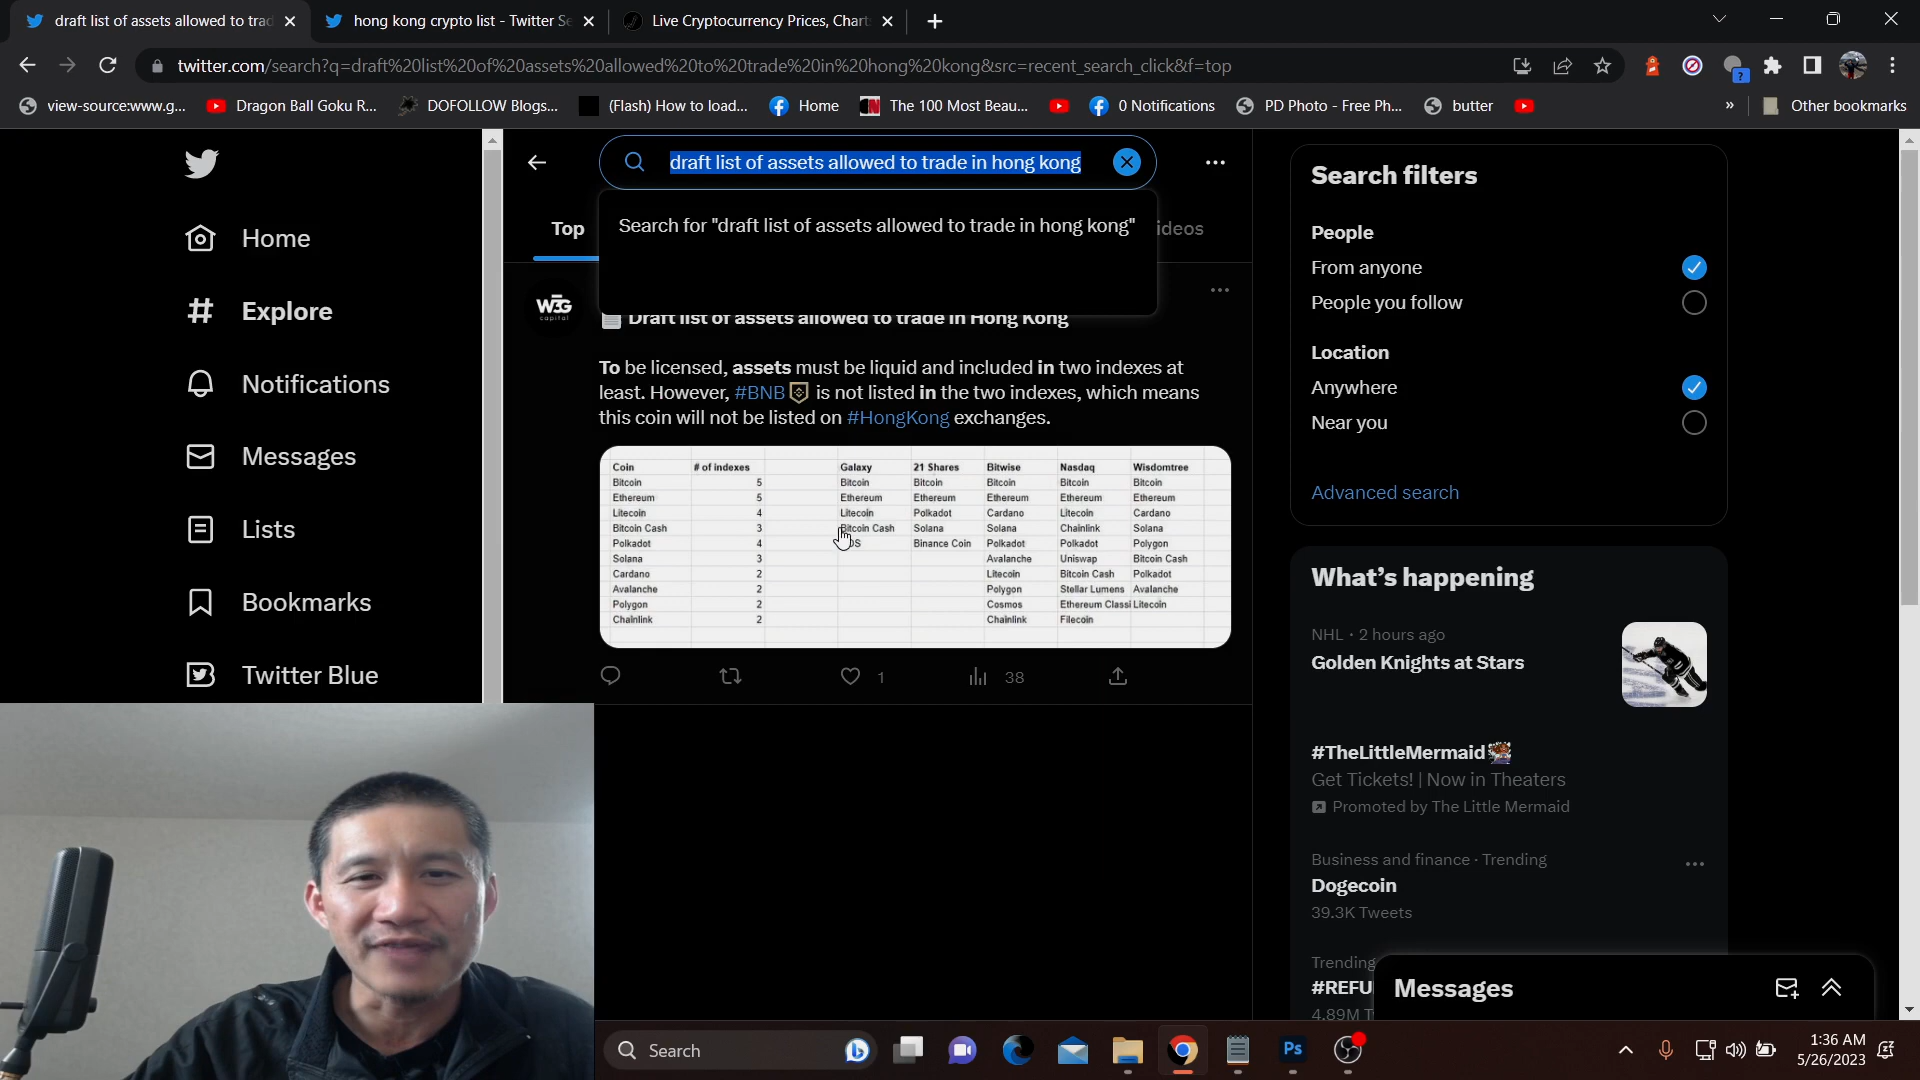 draft list of assets allowed to trad
hong kong crypto list - Twitter Se
Live Cryptocurrency Prices, Chart
twitter.com/search?q=draft%20list%20of%20assets%20allowed%20to%20trade%20in%20hong%20kong&src=recent_search_click&f=top
view-source:www.g...
Dragon Ball Goku R...
DOFOLLOW Blogs...
(Flash) How to load...
Home
The 100 Most Beau...
0 Notifications
PD Photo - Free Ph...
butter
»
Other bookmarks
Home
Explore
Notifications
Messages
Lists
Bookmarks
Twitter Blue
draft list of assets allowed to trade in hong kong
Search for "draft list of assets allowed to trade in hong kong"
Top
ideos
W3G
capital
Draft list of assets allowed to trade in Hong Kong
To be licensed, assets must be liquid and included in two indexes at
least. However, #BNB is not listed in the two indexes, which means
this coin will not be listed on #HongKong exchanges.
Coin # of indexes Galaxy 21 Shares Bitwise Nasdaq Wisdomtree
Bitcoin 5 Bitcoin Bitcoin Bitcoin Bitcoin Bitcoin
Ethereum 5 Ethereum Ethereum Ethereum Ethereum Ethereum
Litecoin 4 Litecoin Polkadot Cardano Litecoin Cardano
Bitcoin Cash 3 Bitcoin Cash Solana Solana Chainlink Solana
Polkadot 4 OS Binance Coin Polkadot Polkadot Polygon
Solana 3 Avalanche Uniswap Bitcoin Cash
Cardano 2 Litecoin Bitcoin Cash Polkadot
Avalanche 2 Polygon Stellar Lumens Avalanche
Polygon 2 Cosmos Ethereum Classi Litecoin
Chainlink 2 Chainlink Filecoin
1
38
Search filters
People
From anyone
People you follow
Location
Anywhere
Near you
Advanced search
What's happening
NHL · 2 hours ago
Golden Knights at Stars
#TheLittleMermaid
Get Tickets! | Now in Theaters
Promoted by The Little Mermaid
Business and finance · Trending
Dogecoin
39.3K Tweets
Trending
#REFU
4.89M T
Messages
Search
Ps
1:36 AM
5/26/2023